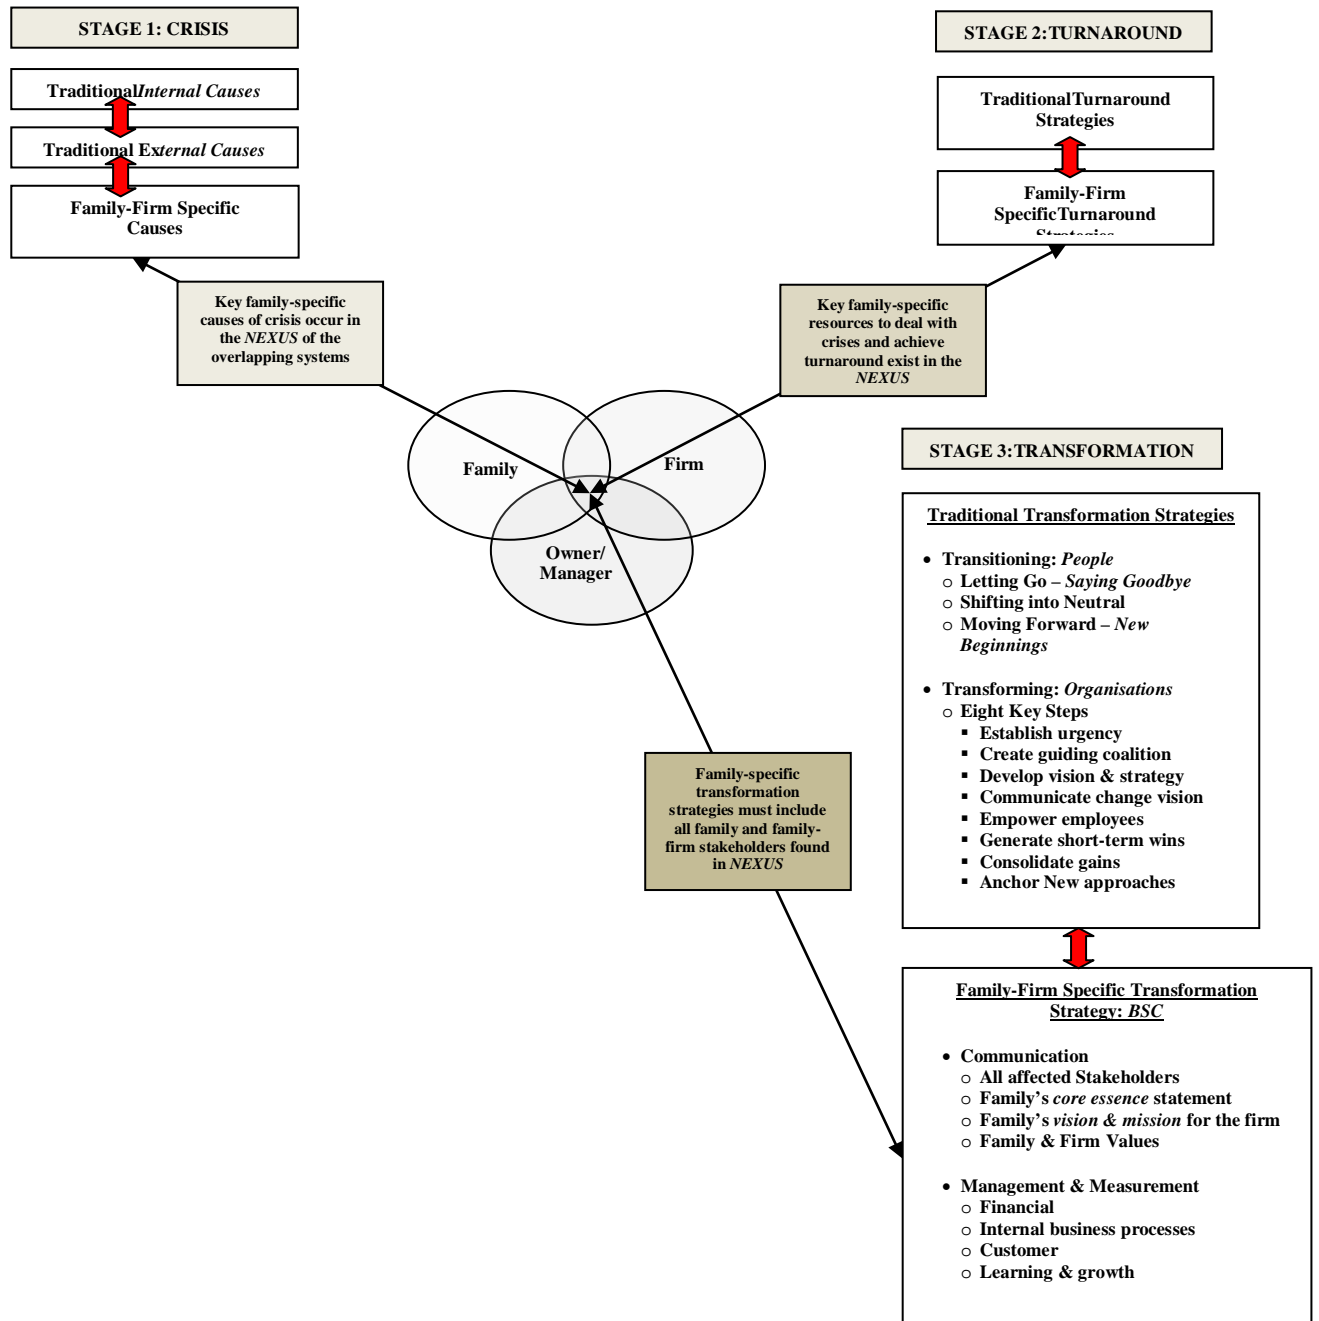 STAGE 1: CRISIS
Traditional Internal Causes
Traditional External Causes
Family-Firm Specific
Causes
Key family-specific
causes of crisis occur in
the NEXUS of the
overlapping systems
STAGE 2: TURNAROUND
Traditional Turnaround
Strategies
Family-Firm
Specific Turnaround
Strategies
Key family-specific
resources to deal with
crises and achieve
turnaround exist in the
NEXUS
Family
Firm
Owner/
Manager
Family-specific
transformation
strategies must include
all family and family-
firm stakeholders found
in NEXUS
STAGE 3: TRANSFORMATION
Traditional Transformation Strategies
• Transitioning: People
o Letting Go – Saying Goodbye
o Shifting into Neutral
o Moving Forward – New
Beginnings
• Transforming: Organisations
o Eight Key Steps
▪ Establish urgency
▪ Create guiding coalition
▪ Develop vision & strategy
▪ Communicate change vision
▪ Empower employees
▪ Generate short-term wins
▪ Consolidate gains
▪ Anchor New approaches
Family-Firm Specific Transformation
Strategy: BSC
• Communication
o All affected Stakeholders
o Family's core essence statement
o Family's vision & mission for the firm
o Family & Firm Values
• Management & Measurement
o Financial
o Internal business processes
o Customer
o Learning & growth